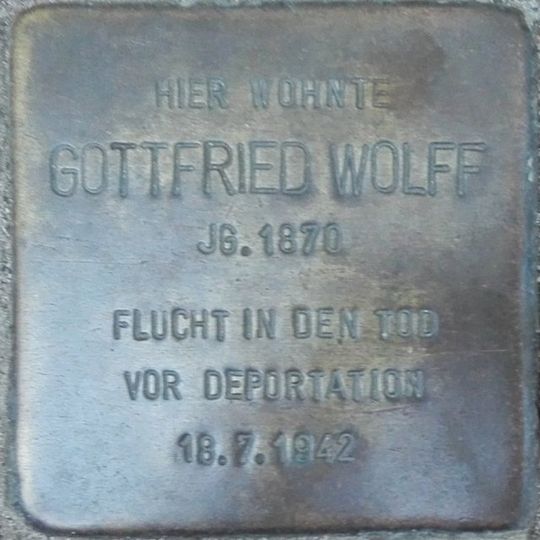 HIER WOHNTE
GOTTFRIED WOLFF
JG. 1870
FLUCHT IN DEN TOD
VOR DEPORTATION
18.7.1942